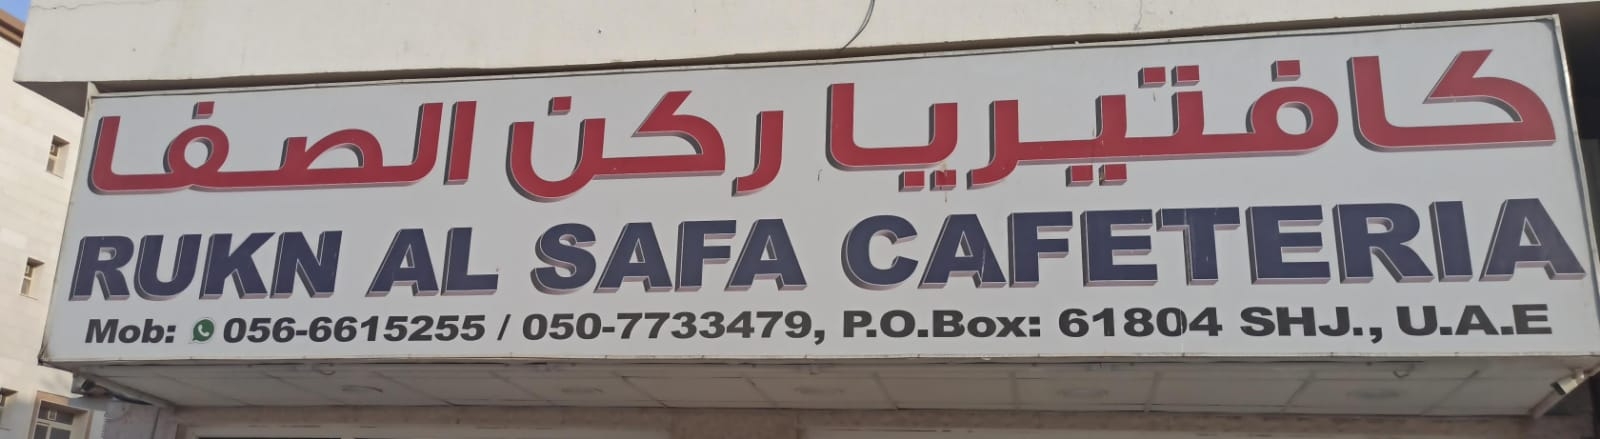 كافتيريا ركن الصفا
RUKN AL SAFA CAFETERIA
Mob: 056-6615255 / 050-7733479, P.O.Box: 61804 SHJ., U.A.E